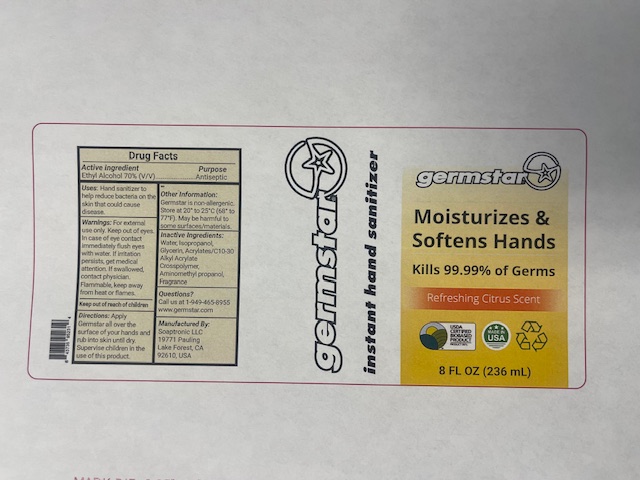 Drug Facts
Active Ingredient Purpose
Ethyl Alcohol 70% (V/V) Antiseptic
Uses: Hand sanitizer to
help reduce bacteria on the
skin that could cause
disease.
Warnings: For external
use only. Keep out of eyes.
In case of eye contact
immediately flush eyes
with water. If irritation
persists, get medical
attention. If swallowed,
contact physician.
Flammable, keep away
from heat or flames.
Keep out of reach of children
Directions: Apply
Germstar all over the
surface of your hands and
rub into skin until dry.
Supervise children in the
use of this product.
Other Information:
Germstar is non-allergenic.
Store at 20° to 25°C (68° to
77°F). May be harmful to
some surfaces/materials.
Inactive Ingredients:
Water, Isopropanol,
Glycerin, Acrylates/C10-30
Alkyl Acrylate
Crosspolymer,
Aminomethyl propanol,
Fragrance
Questions?
Call us at 1-949-465-8955
www.germstar.com
Manufactured By:
Soaptronic LLC
19771 Pauling
Lake Forest, CA
92610, USA
germstar
instant hand sanitizer
germstar
Moisturizes &
Softens Hands
Kills 99.99% of Germs
Refreshing Citrus Scent
USDA
CERTIFIED
BIOBASED
PRODUCT
MADE IN
USA
8 FL OZ (236 mL)